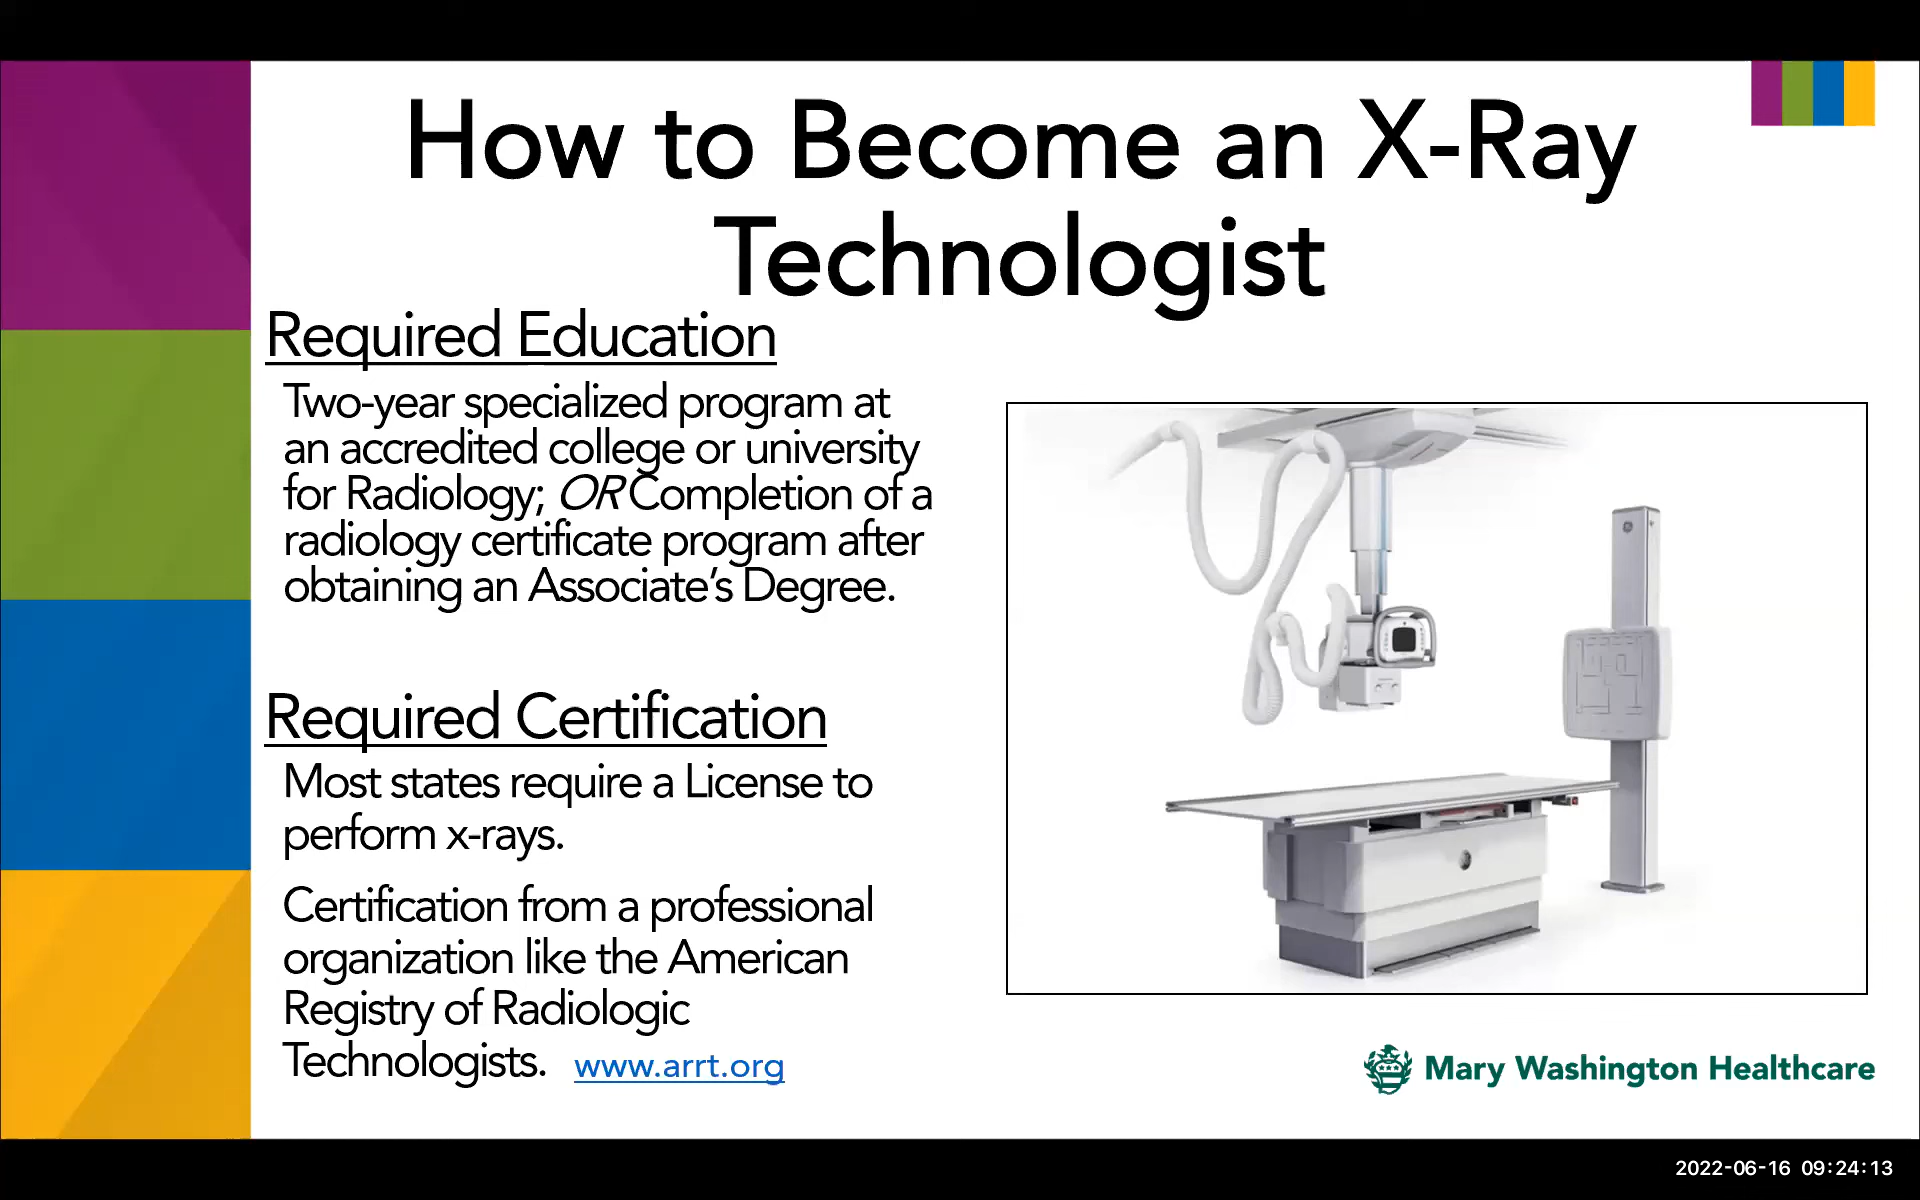 How to Become an X-Ray
Technologist
Required Education
Two-year specialized program at
an accredited college or university
for Radiology; OR Completion of a
radiology certificate program after
obtaining an Associate’s Degree.
Required Certification
Most states require a License to
perform x-rays.
Certification from a professional
organization like the American
Registry of Radiologic
Technologists. www.arrt.org
Mary Washington Healthcare
2022-06-16 09:24:13